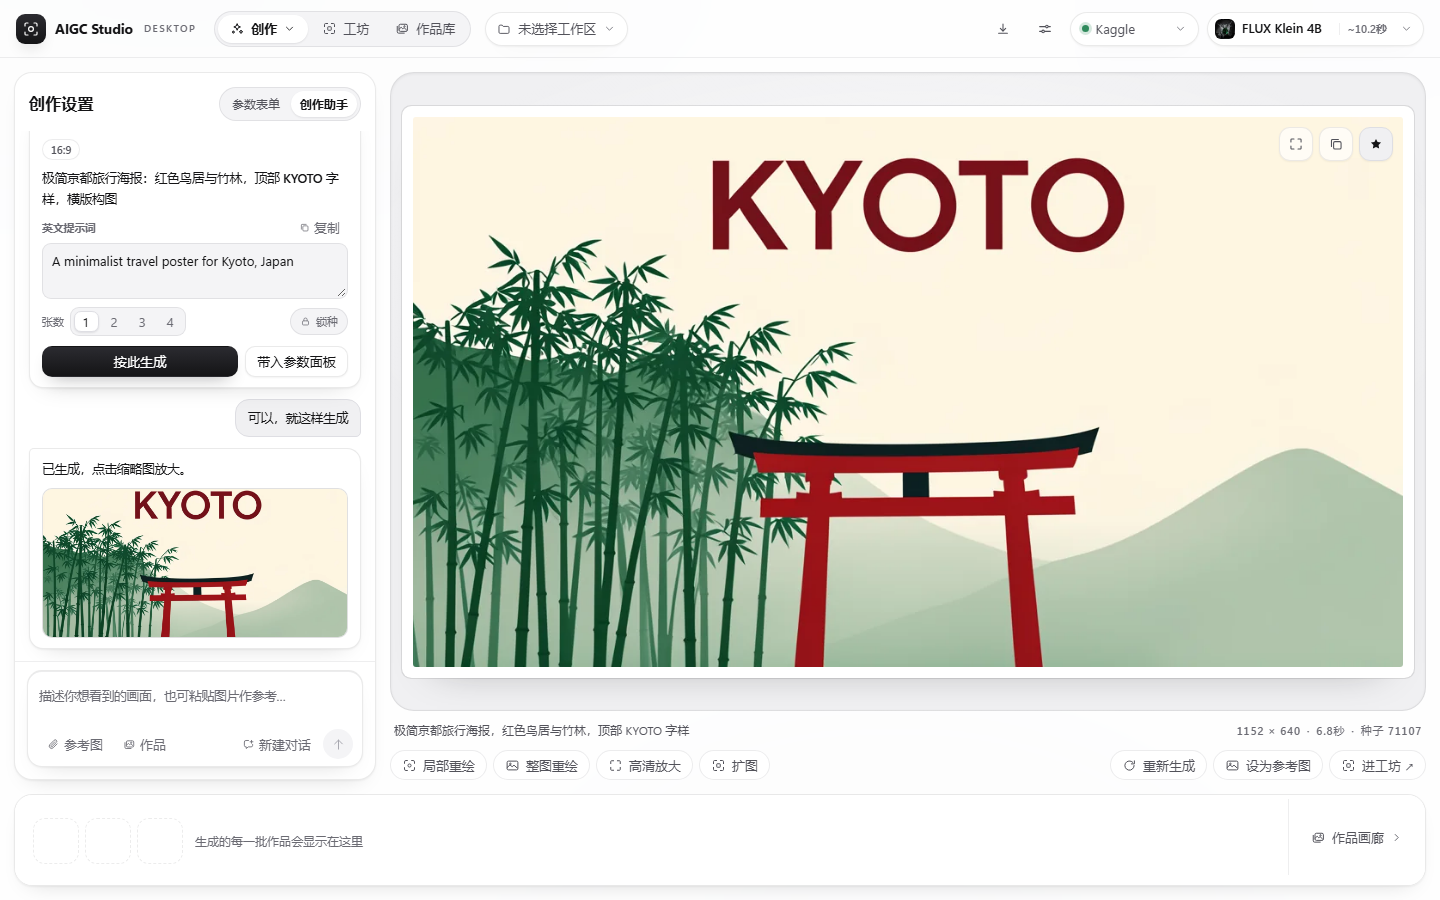 AIGC Studio DESKTOP 创作 工坊 作品库 未选择工作区 Kaggle FLUX Klein 4B ~10.2秒
创作设置 参数表单 创作助手
16:9
极简京都旅行海报：红色鸟居与竹林，顶部 KYOTO 字
样，横版构图
英文提示词 复制
A minimalist travel poster for Kyoto, Japan
张数 1 2 3 4 锁种
按此生成 带入参数面板
可以，就这样生成
已生成，点击缩略图放大。
KYOTO
描述你想看到的画面，也可粘贴图片作参考...
参考图 作品 新建对话
KYOTO
极简京都旅行海报，红色鸟居与竹林，顶部 KYOTO 字样
1152 × 640 · 6.8秒 · 种子 71107
局部重绘 整图重绘 高清放大 扩图 重新生成 设为参考图 进工坊 ↗
生成的每一批作品会显示在这里
作品画廊